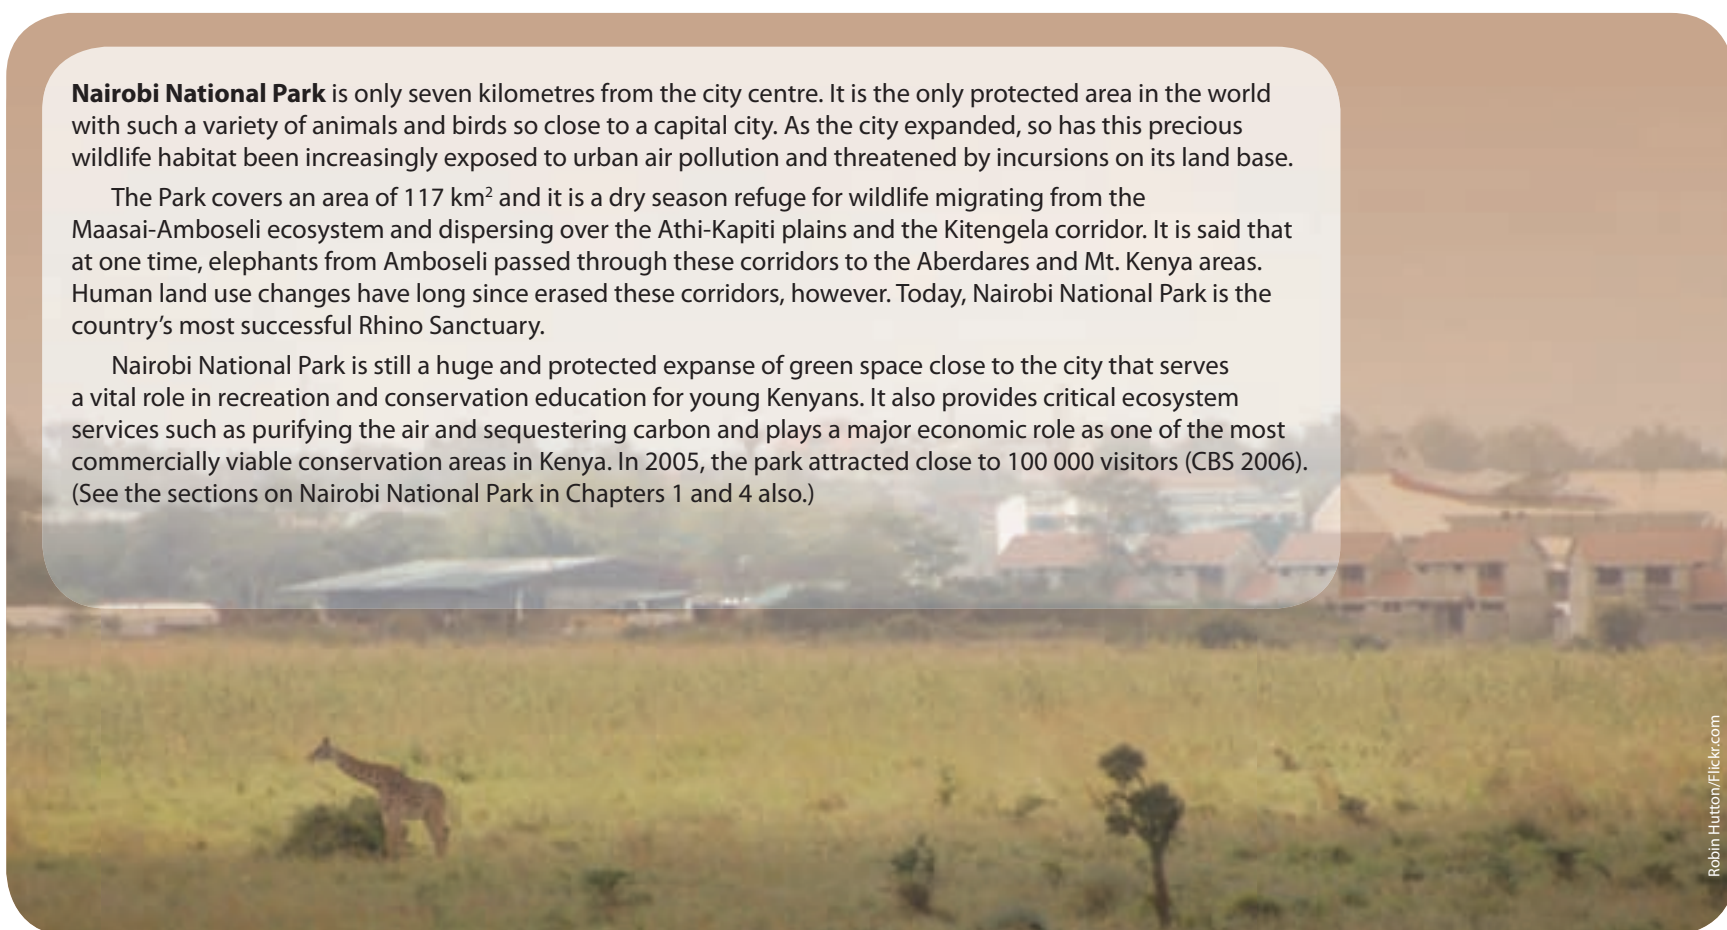 Nairobi National Park is only seven kilometres from the city centre. It is the only protected area in the world
with such a variety of animals and birds so close to a capital city. As the city expanded, so has this precious
wildlife habitat been increasingly exposed to urban air pollution and threatened by incursions on its land base.
The Park covers an area of 117 km² and it is a dry season refuge for wildlife migrating from the
Maasai-Amboseli ecosystem and dispersing over the Athi-Kapiti plains and the Kitengela corridor. It is said that
at one time, elephants from Amboseli passed through these corridors to the Aberdares and Mt. Kenya areas.
Human land use changes have long since erased these corridors, however. Today, Nairobi National Park is the
country’s most successful Rhino Sanctuary.
Nairobi National Park is still a huge and protected expanse of green space close to the city that serves
a vital role in recreation and conservation education for young Kenyans. It also provides critical ecosystem
services such as purifying the air and sequestering carbon and plays a major economic role as one of the most
commercially viable conservation areas in Kenya. In 2005, the park attracted close to 100 000 visitors (CBS 2006).
(See the sections on Nairobi National Park in Chapters 1 and 4 also.)
Robin Hutton/Flickr.com